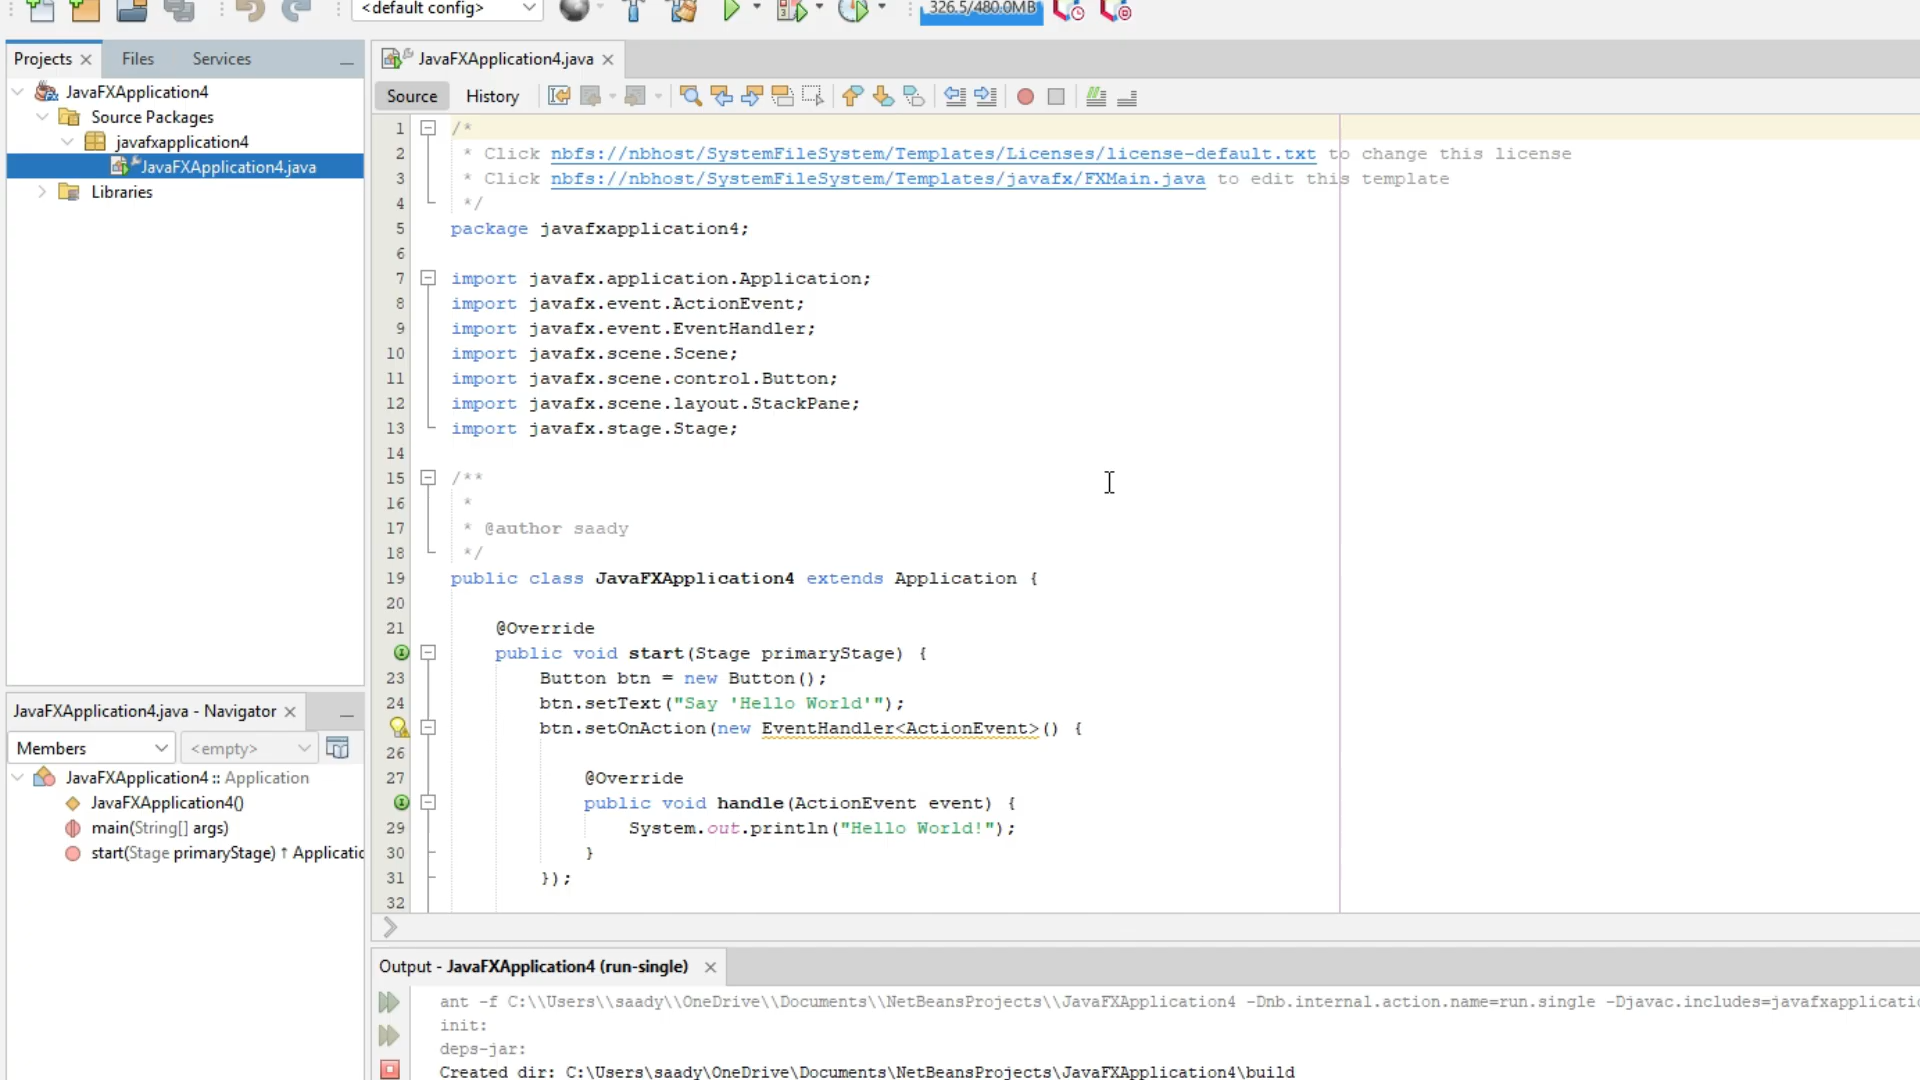 <default config>
326.5/480.0MB
Projects
Files
Services
JavaFXApplication4
Source Packages
javafxapplication4
JavaFXApplication4.java
Libraries
JavaFXApplication4.java
Source
History
1 /*
2 * Click nbfs://nbhost/SystemFileSystem/Templates/Licenses/license-default.txt to change this license
3 * Click nbfs://nbhost/SystemFileSystem/Templates/javafx/FXMain.java to edit this template
4 */
5 package javafxapplication4;
6
7 import javafx.application.Application;
8 import javafx.event.ActionEvent;
9 import javafx.event.EventHandler;
10 import javafx.scene.Scene;
11 import javafx.scene.control.Button;
12 import javafx.scene.layout.StackPane;
13 import javafx.stage.Stage;
14
15 /**
16 *
17 * @author saady
18 */
19 public class JavaFXApplication4 extends Application {
20
21 @Override
public void start(Stage primaryStage) {
23 Button btn = new Button();
24 btn.setText("Say 'Hello World'");
btn.setOnAction(new EventHandler<ActionEvent>() {
26
27 @Override
public void handle(ActionEvent event) {
29 System.out.println("Hello World!");
30 }
31 });
32
JavaFXApplication4.java - Navigator
Members
<empty>
JavaFXApplication4 :: Application
JavaFXApplication4()
main(String[] args)
start(Stage primaryStage) ↑ Applicatio
Output - JavaFXApplication4 (run-single)
ant -f C:\\Users\\saady\\OneDrive\\Documents\\NetBeansProjects\\JavaFXApplication4 -Dnb.internal.action.name=run.single -Djavac.includes=javafxapplicatio
init:
deps-jar:
Created dir: C:\Users\saady\OneDrive\Documents\NetBeansProjects\JavaFXApplication4\build